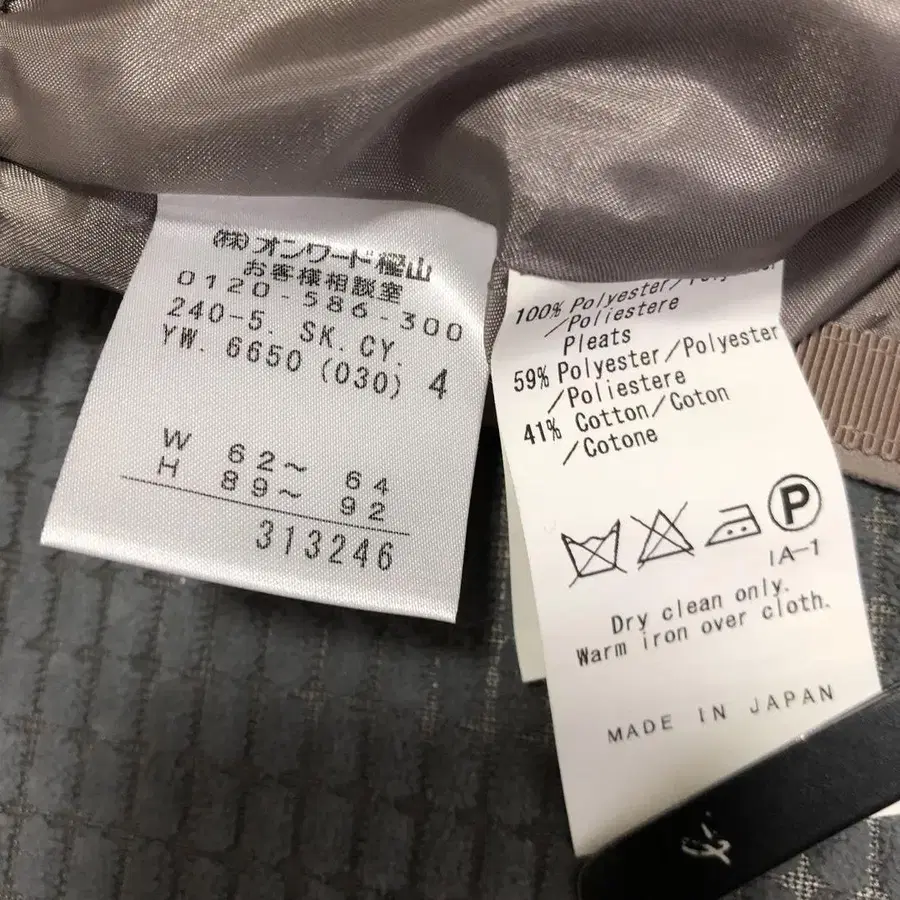 (株)オンワード樫山
お客様相談室
0120-586-300
240-5. SK.CY.
YW. 6650 (030) 4
W 62~ 64
H 89~ 92
313246
100% Polyester/Polyester
/Poliestere
Pleats
59% Polyester/Polyester
/Poliestere
41% Cotton/Coton
/Cotone
P
IA-1
Dry clean only.
Warm iron over cloth.
MADE IN JAPAN